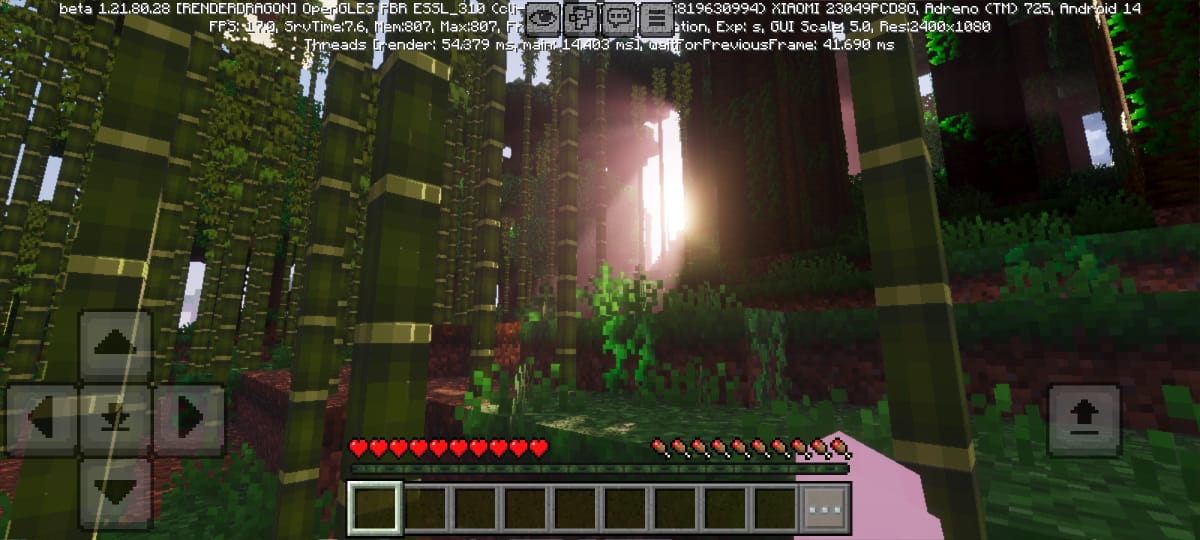 beta 1.21.80.28 [RENDERDRAGON] OpenGLES PBR ESSL_310 (cli 819630994) XIAOMI 23049PCD8G, Adreno (TM) 725, Android 14
FPS: 17.0, SrvTime:7.6, Mem:807, Max:807, Exp: s, GUI Scale: 5.0, Res:2400x1080
Threads [render: 54.379 ms, main: 14.403 ms], waitForPreviousFrame: 41.690 ms